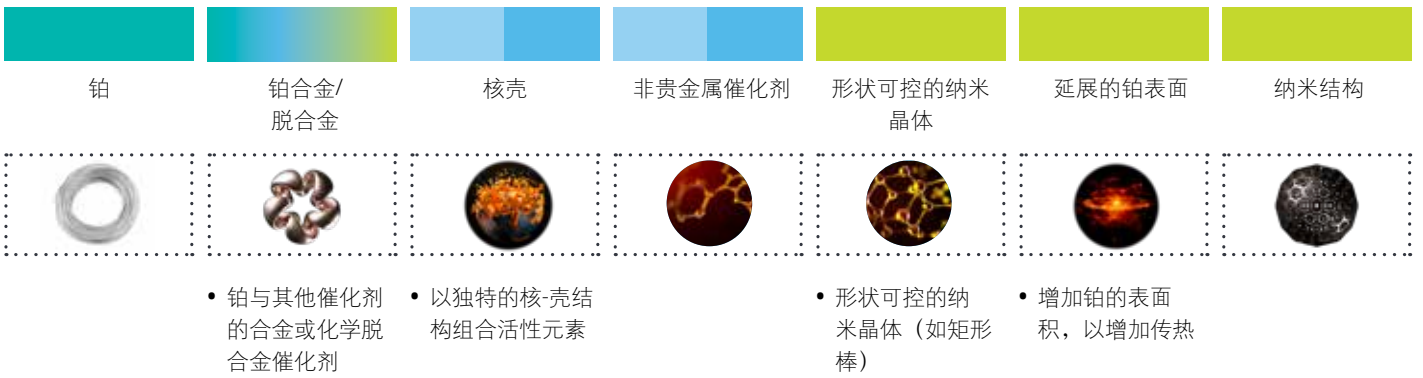 铂
铂合金/
脱合金
核壳
非贵金属催化剂
形状可控的纳米
晶体
延展的铂表面
纳米结构
• 铂与其他催化剂
的合金或化学脱
合金催化剂
• 以独特的核-壳结
构组合活性元素
• 形状可控的纳
米晶体（如矩形
棒）
• 增加铂的表面
积，以增加传热